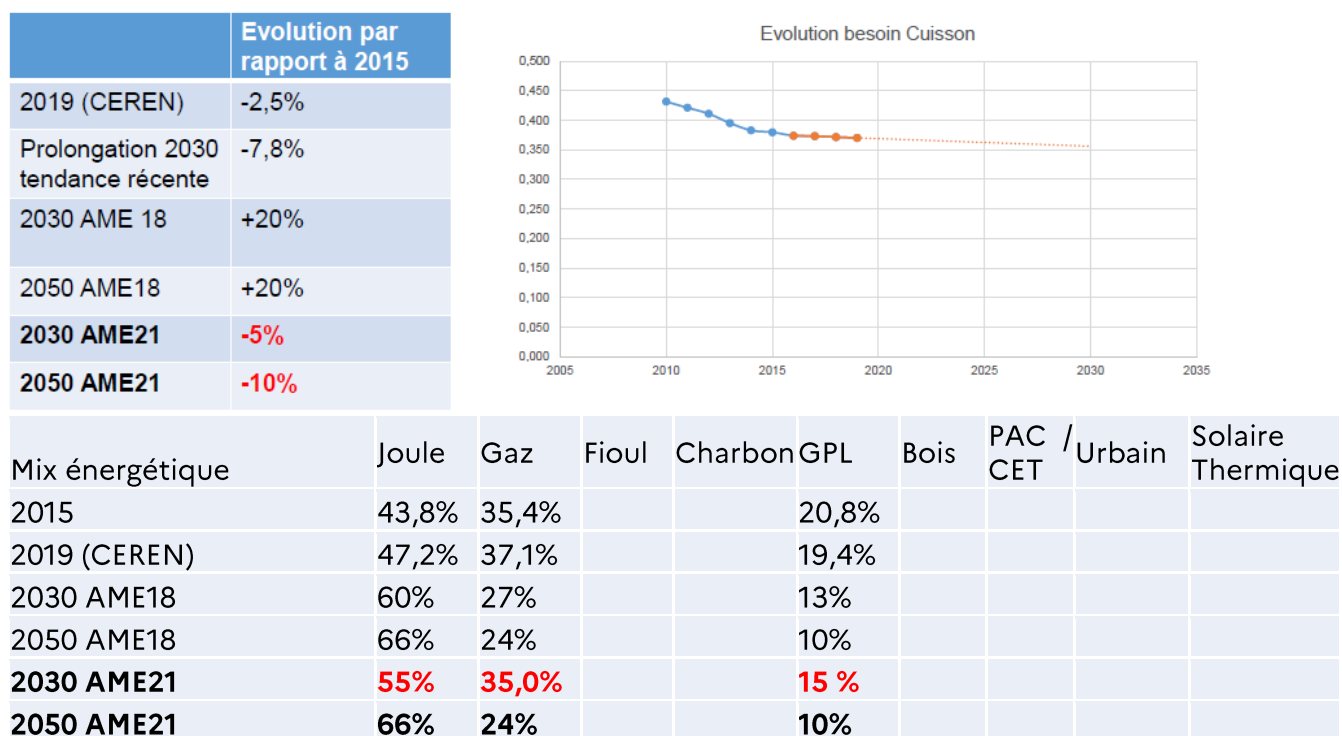 Evolution par
rapport à 2015
2019 (CEREN) -2,5%
Prolongation 2030 -7,8%
tendance récente
2030 AME 18 +20%
2050 AME18 +20%
2030 AME21 -5%
2050 AME21 -10%
Evolution besoin Cuisson
0,500
0,450
0,400
0,350
0,300
0,250
0,200
0,150
0,100
0,050
0,000
2005 2010 2015 2020 2025 2030 2035
Mix énergétique Joule Gaz Fioul Charbon GPL Bois PAC / CET Urbain Solaire Thermique
2015 43,8% 35,4% 20,8%
2019 (CEREN) 47,2% 37,1% 19,4%
2030 AME18 60% 27% 13%
2050 AME18 66% 24% 10%
2030 AME21 55% 35,0% 15 %
2050 AME21 66% 24% 10%